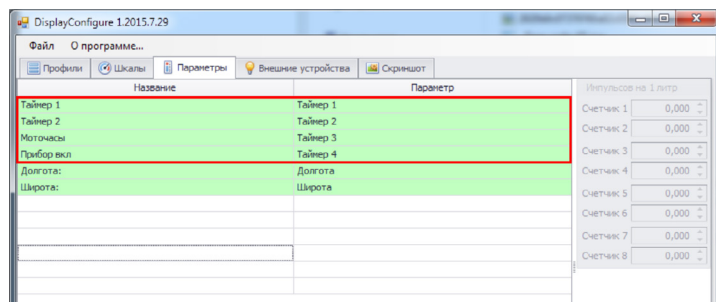 DisplayConfigure 1.2015.7.29
Файл О программе...
Профили Шкалы Параметры Внешние устройства Скриншот
Название Параметр Импульсов на 1 литр
Таймер 1 Таймер 1 Счетчик 1 0,000
Таймер 2 Таймер 2 Счетчик 2 0,000
Моточасы Таймер 3 Счетчик 3 0,000
Прибор вкл Таймер 4
Долгота: Долгота Счетчик 4 0,000
Широта: Широта Счетчик 5 0,000
Счетчик 6 0,000
Счетчик 7 0,000
Счетчик 8 0,000